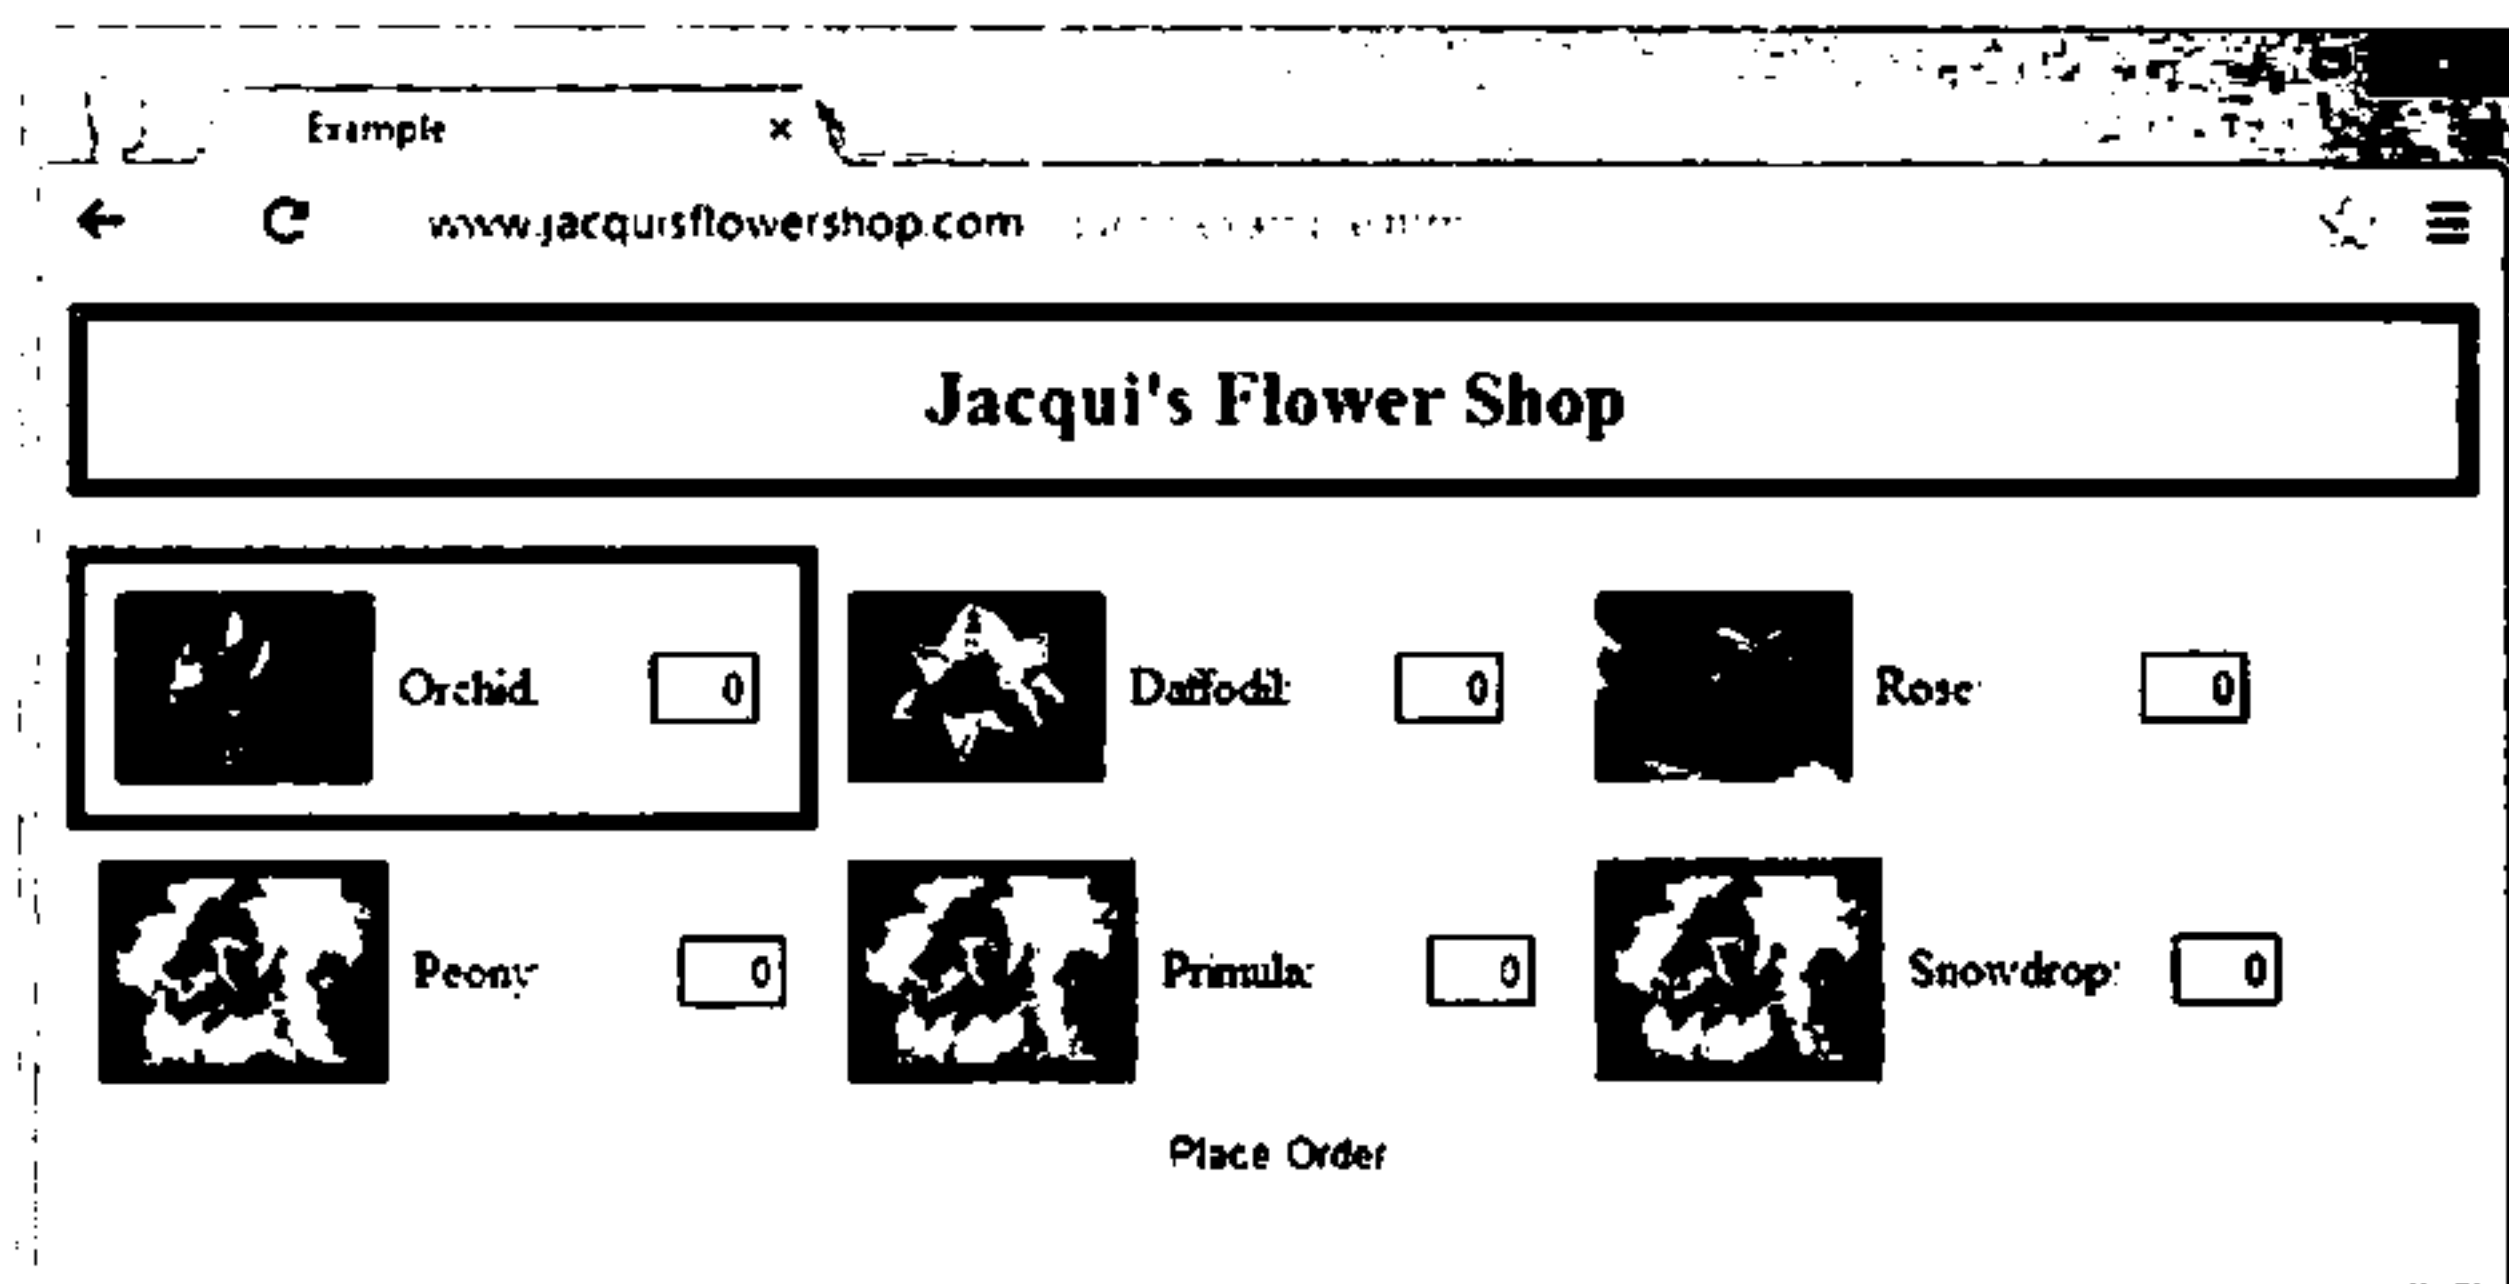 Example
www.jacquisflowershop.com
Jacqui's Flower Shop
Orchid: 0 Daffodil: 0 Rose: 0
Peony: 0 Primula: 0 Snowdrop: 0
Place Order